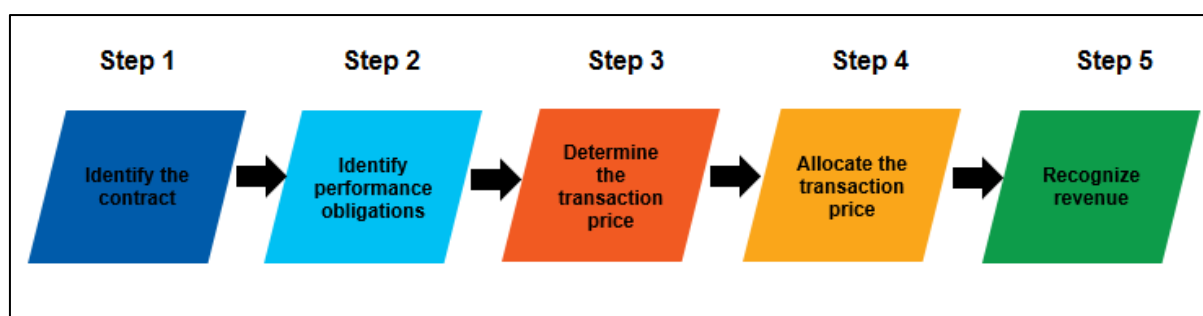 Step 1
Step 2
Step 3
Step 4
Step 5
Identify the
contract
Identify
performance
obligations
Determine
the
transaction
price
Allocate the
transaction
price
Recognize
revenue